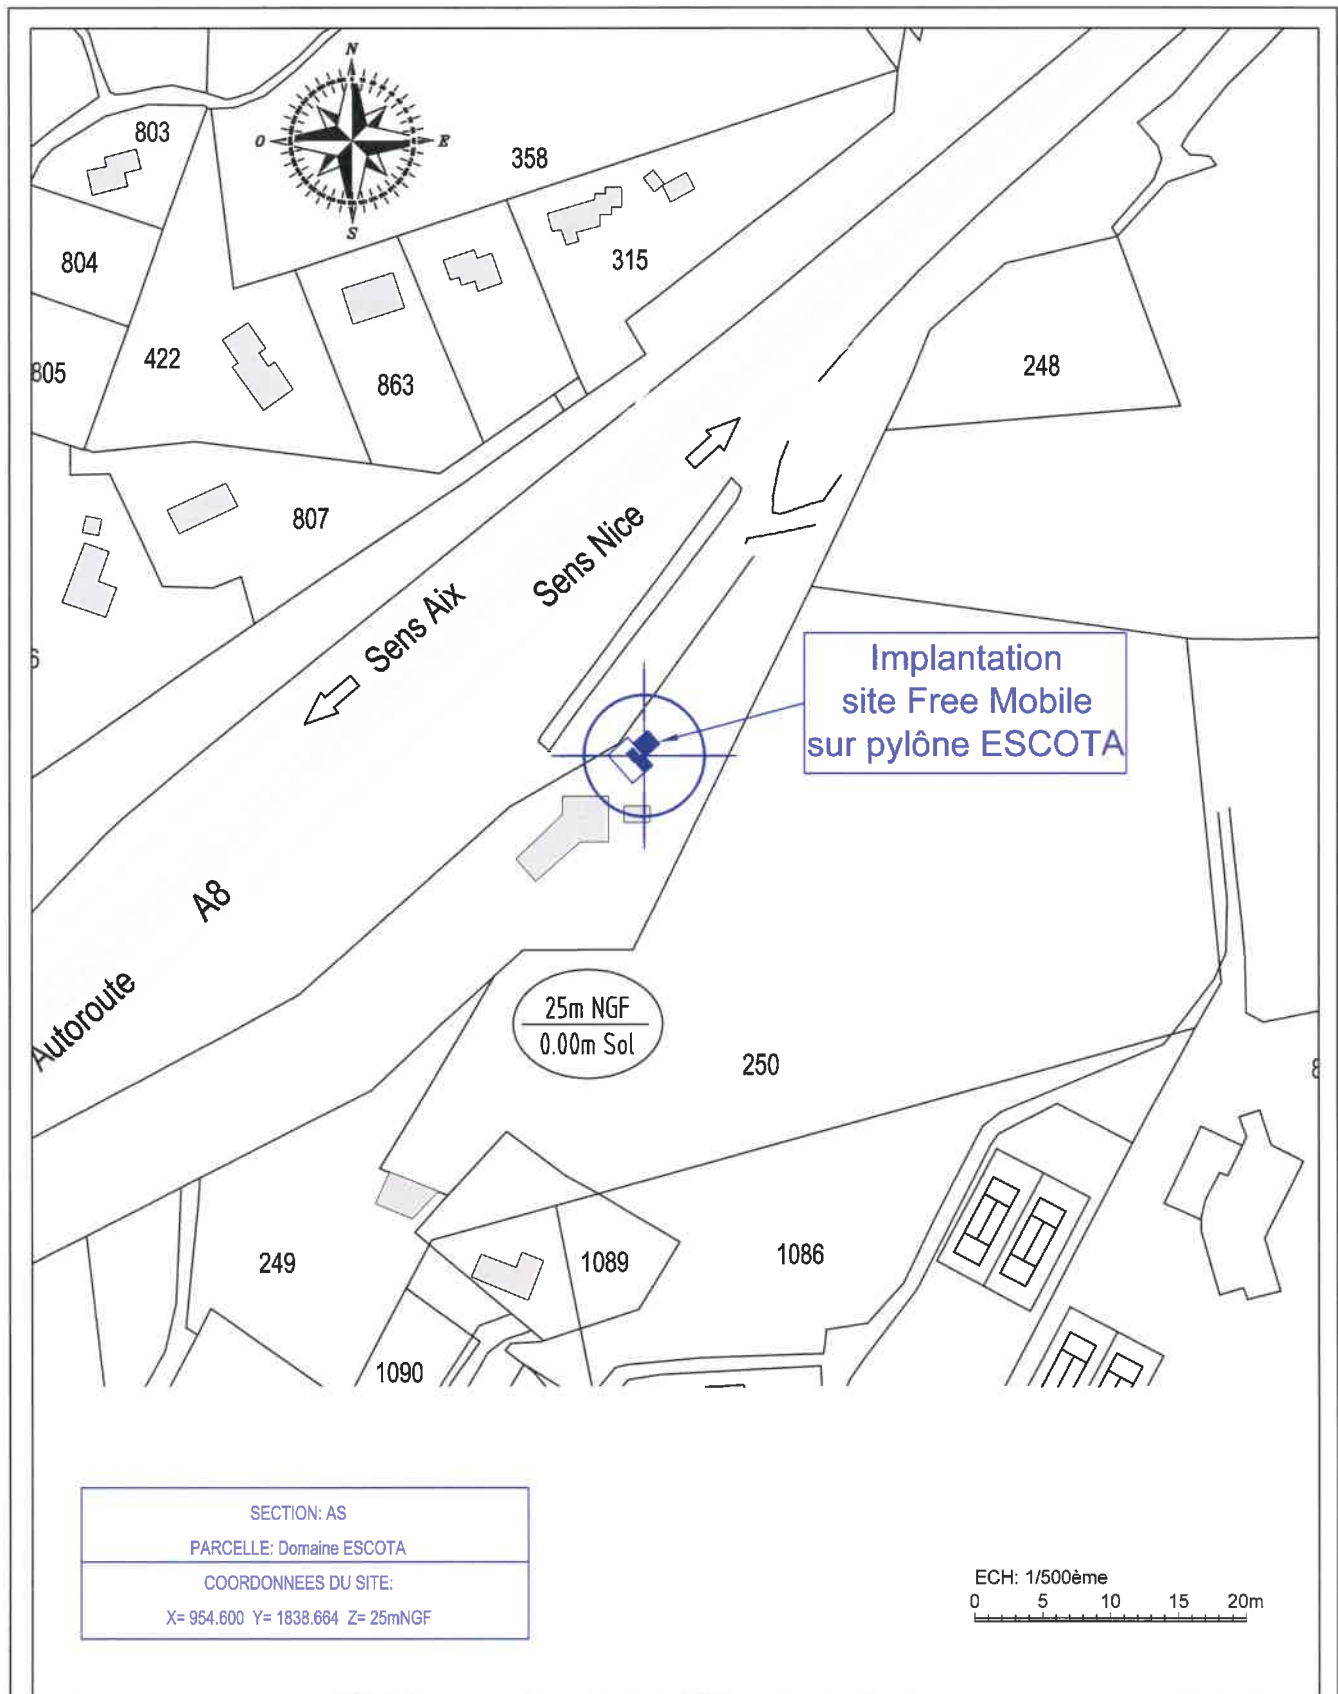 N
O
E
S
803
358
804
315
805
422
863
248
807
Sens Nice
Sens Aix
6
Implantation
site Free Mobile
sur pylône ESCOTA
A8
Autoroute
25m NGF
0.00m Sol
250
249
1089
1086
1090
SECTION: AS
PARCELLE: Domaine ESCOTA
COORDONNEES DU SITE:
X= 954.600 Y= 1838.664 Z= 25mNGF
ECH: 1/500ème
0 5 10 15 20m